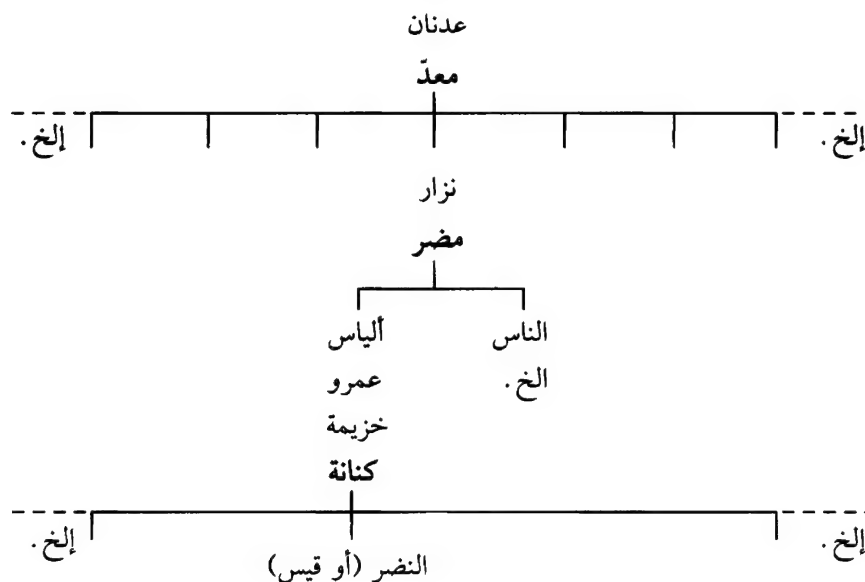 عدنان
معدّ
إلخ. إلخ.
نزار
مضر
الناس ألياس
الخ. عمرو
خزيمة
كنانة
إلخ. إلخ.
النضر (أو قيس)